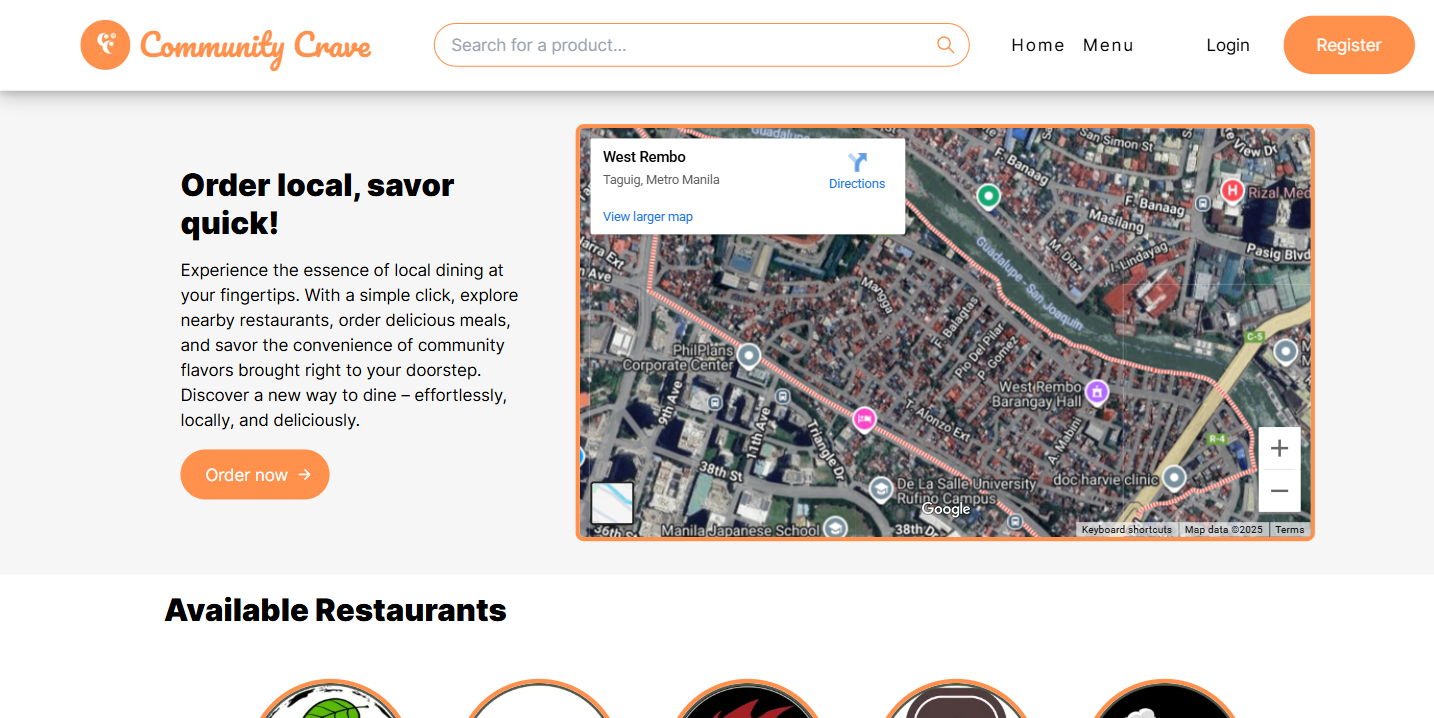 Community Crave
Search for a product...
Home
Menu
Login
Register
Order local, savor
quick!
Experience the essence of local dining at
your fingertips. With a simple click, explore
nearby restaurants, order delicious meals,
and savor the convenience of community
flavors brought right to your doorstep.
Discover a new way to dine – effortlessly,
locally, and deliciously.
Order now →
West Rembo
Taguig, Metro Manila
Directions
View larger map
Guadalupe
San Simon St
F. Banaag
Rizal Med
F. Banaag
Masilang
M. Diaz
I- Lindayag
Pasig Blvd
Guadalupe - San Joaquin
Mangga
F. Balagtas
Pio Del Pilar
P. Gomez
C-5
PhilPlans
Corporate Center
West Rembo
Barangay Hall
9th Ave
11th Ave
Triangle Dr
T. Alonzo Ext
A. Mabini
R-4
38th St
De La Salle University
Rufino Campus
doc harvie clinic
Google
Manila Japanese School
38th D
Keyboard shortcuts
Map data ©2025
Terms
Available Restaurants